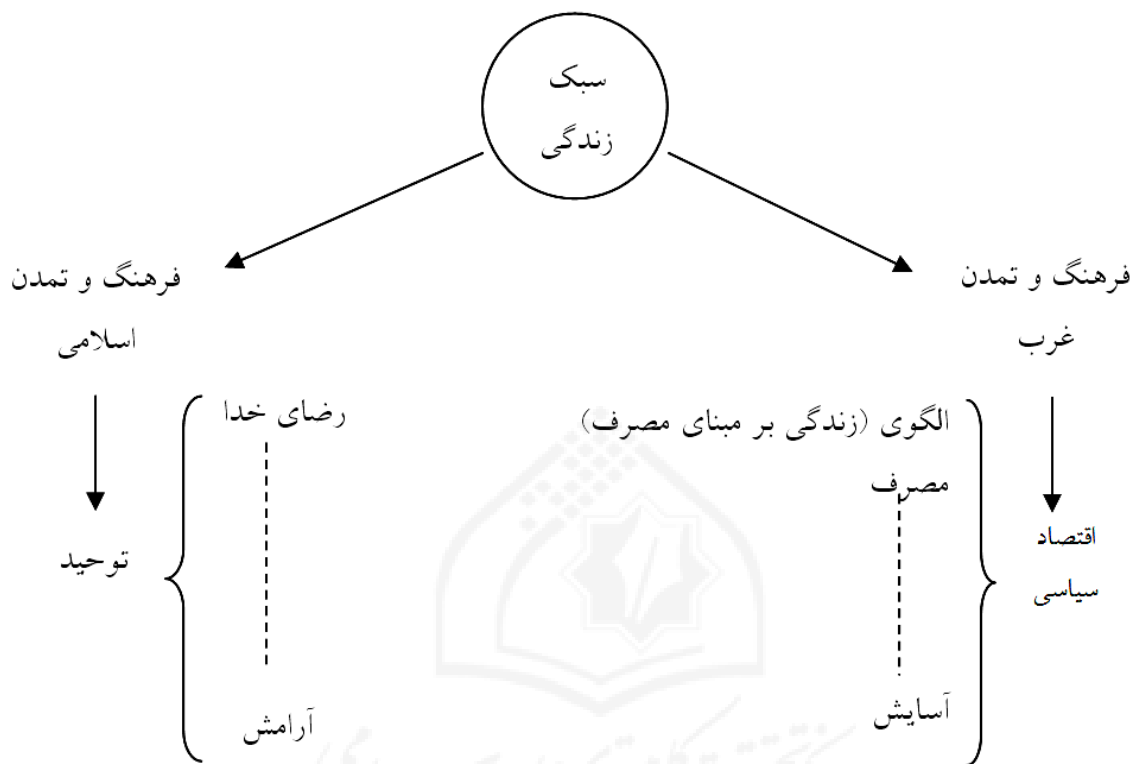 سبک
زندگی
فرهنگ و تمدن
غرب
فرهنگ و تمدن
اسلامی
الگوی (زندگی بر مبنای مصرف)
مصرف
رضای خدا
اقتصاد
سیاسی
توحید
آسایش
آرامش